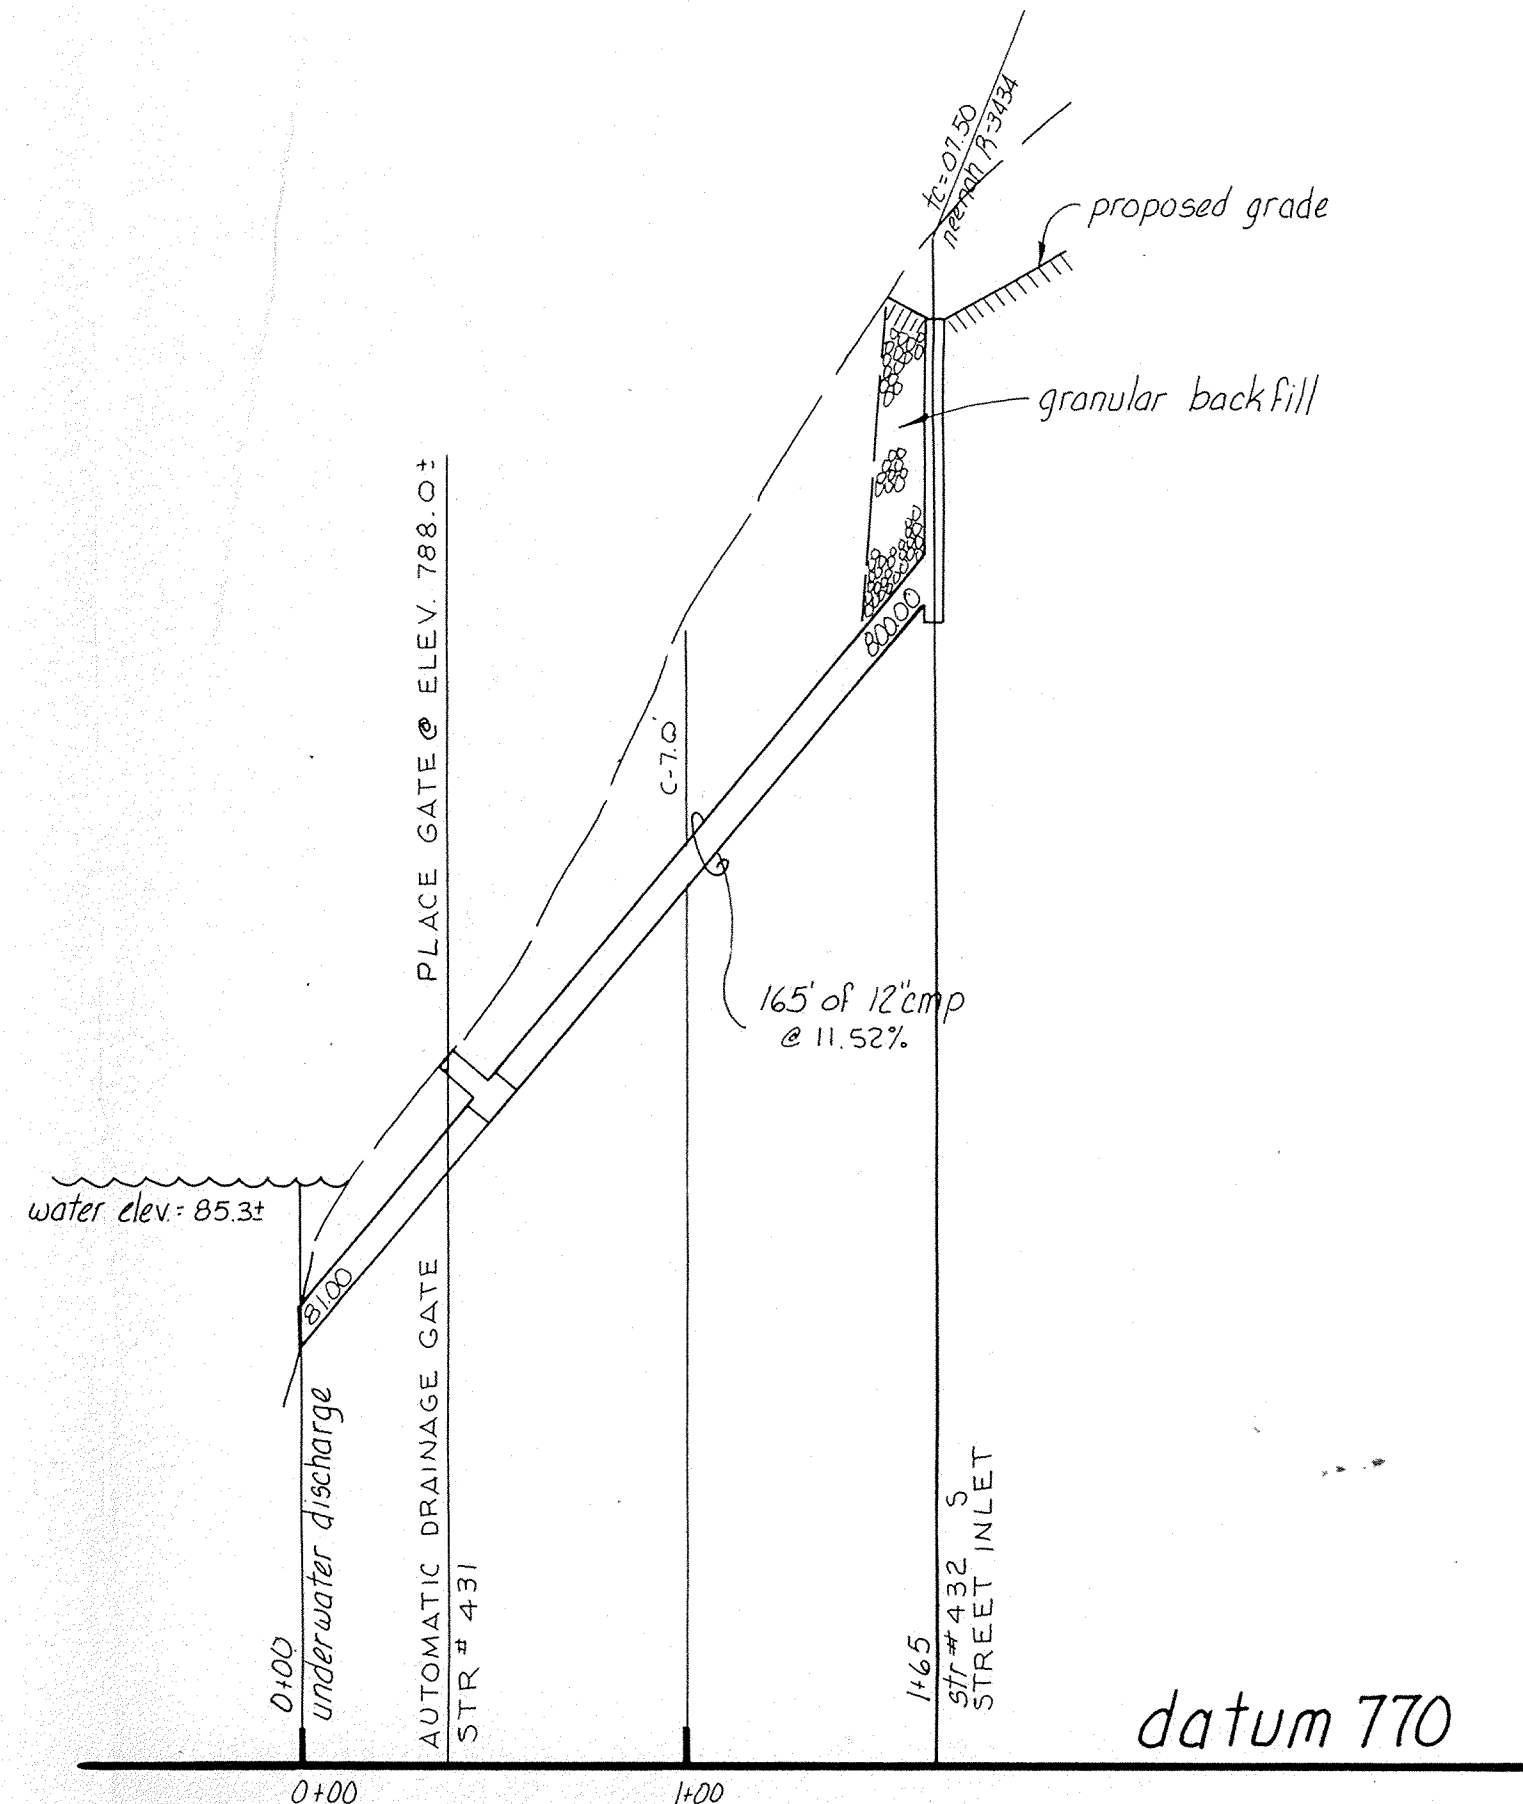 tc = 07.50
neenah R-3434
proposed grade
granular backfill
PLACE GATE @ ELEV. 788.0±
C-7.0'
800.00
165' of 12" cmp
@ 11.52%
water elev. = 85.3±
81.00
0+00
underwater discharge
AUTOMATIC DRAINAGE GATE
STR # 431
1+65
str # 432 S
STREET INLET
datum 770
0+00
1+00